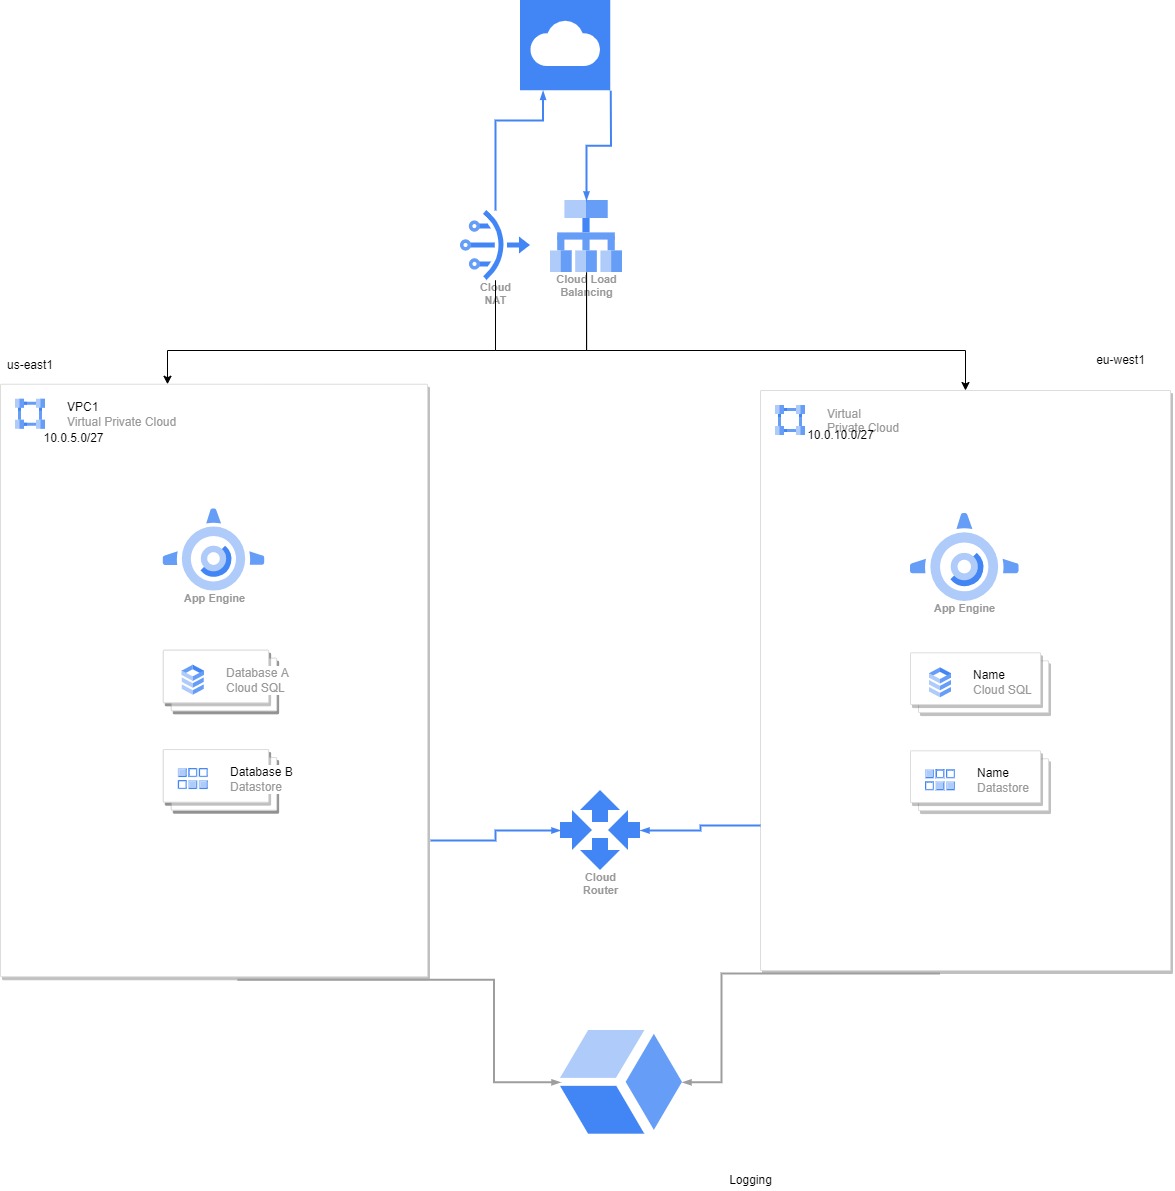 Cloud
NAT
Cloud Load
Balancing
us-east1
eu-west1
VPC1
Virtual Private Cloud
10.0.5.0/27
Virtual
Private Cloud
10.0.10.0/27
App Engine
App Engine
Database A
Cloud SQL
Name
Cloud SQL
Database B
Datastore
Name
Datastore
Cloud
Router
Logging